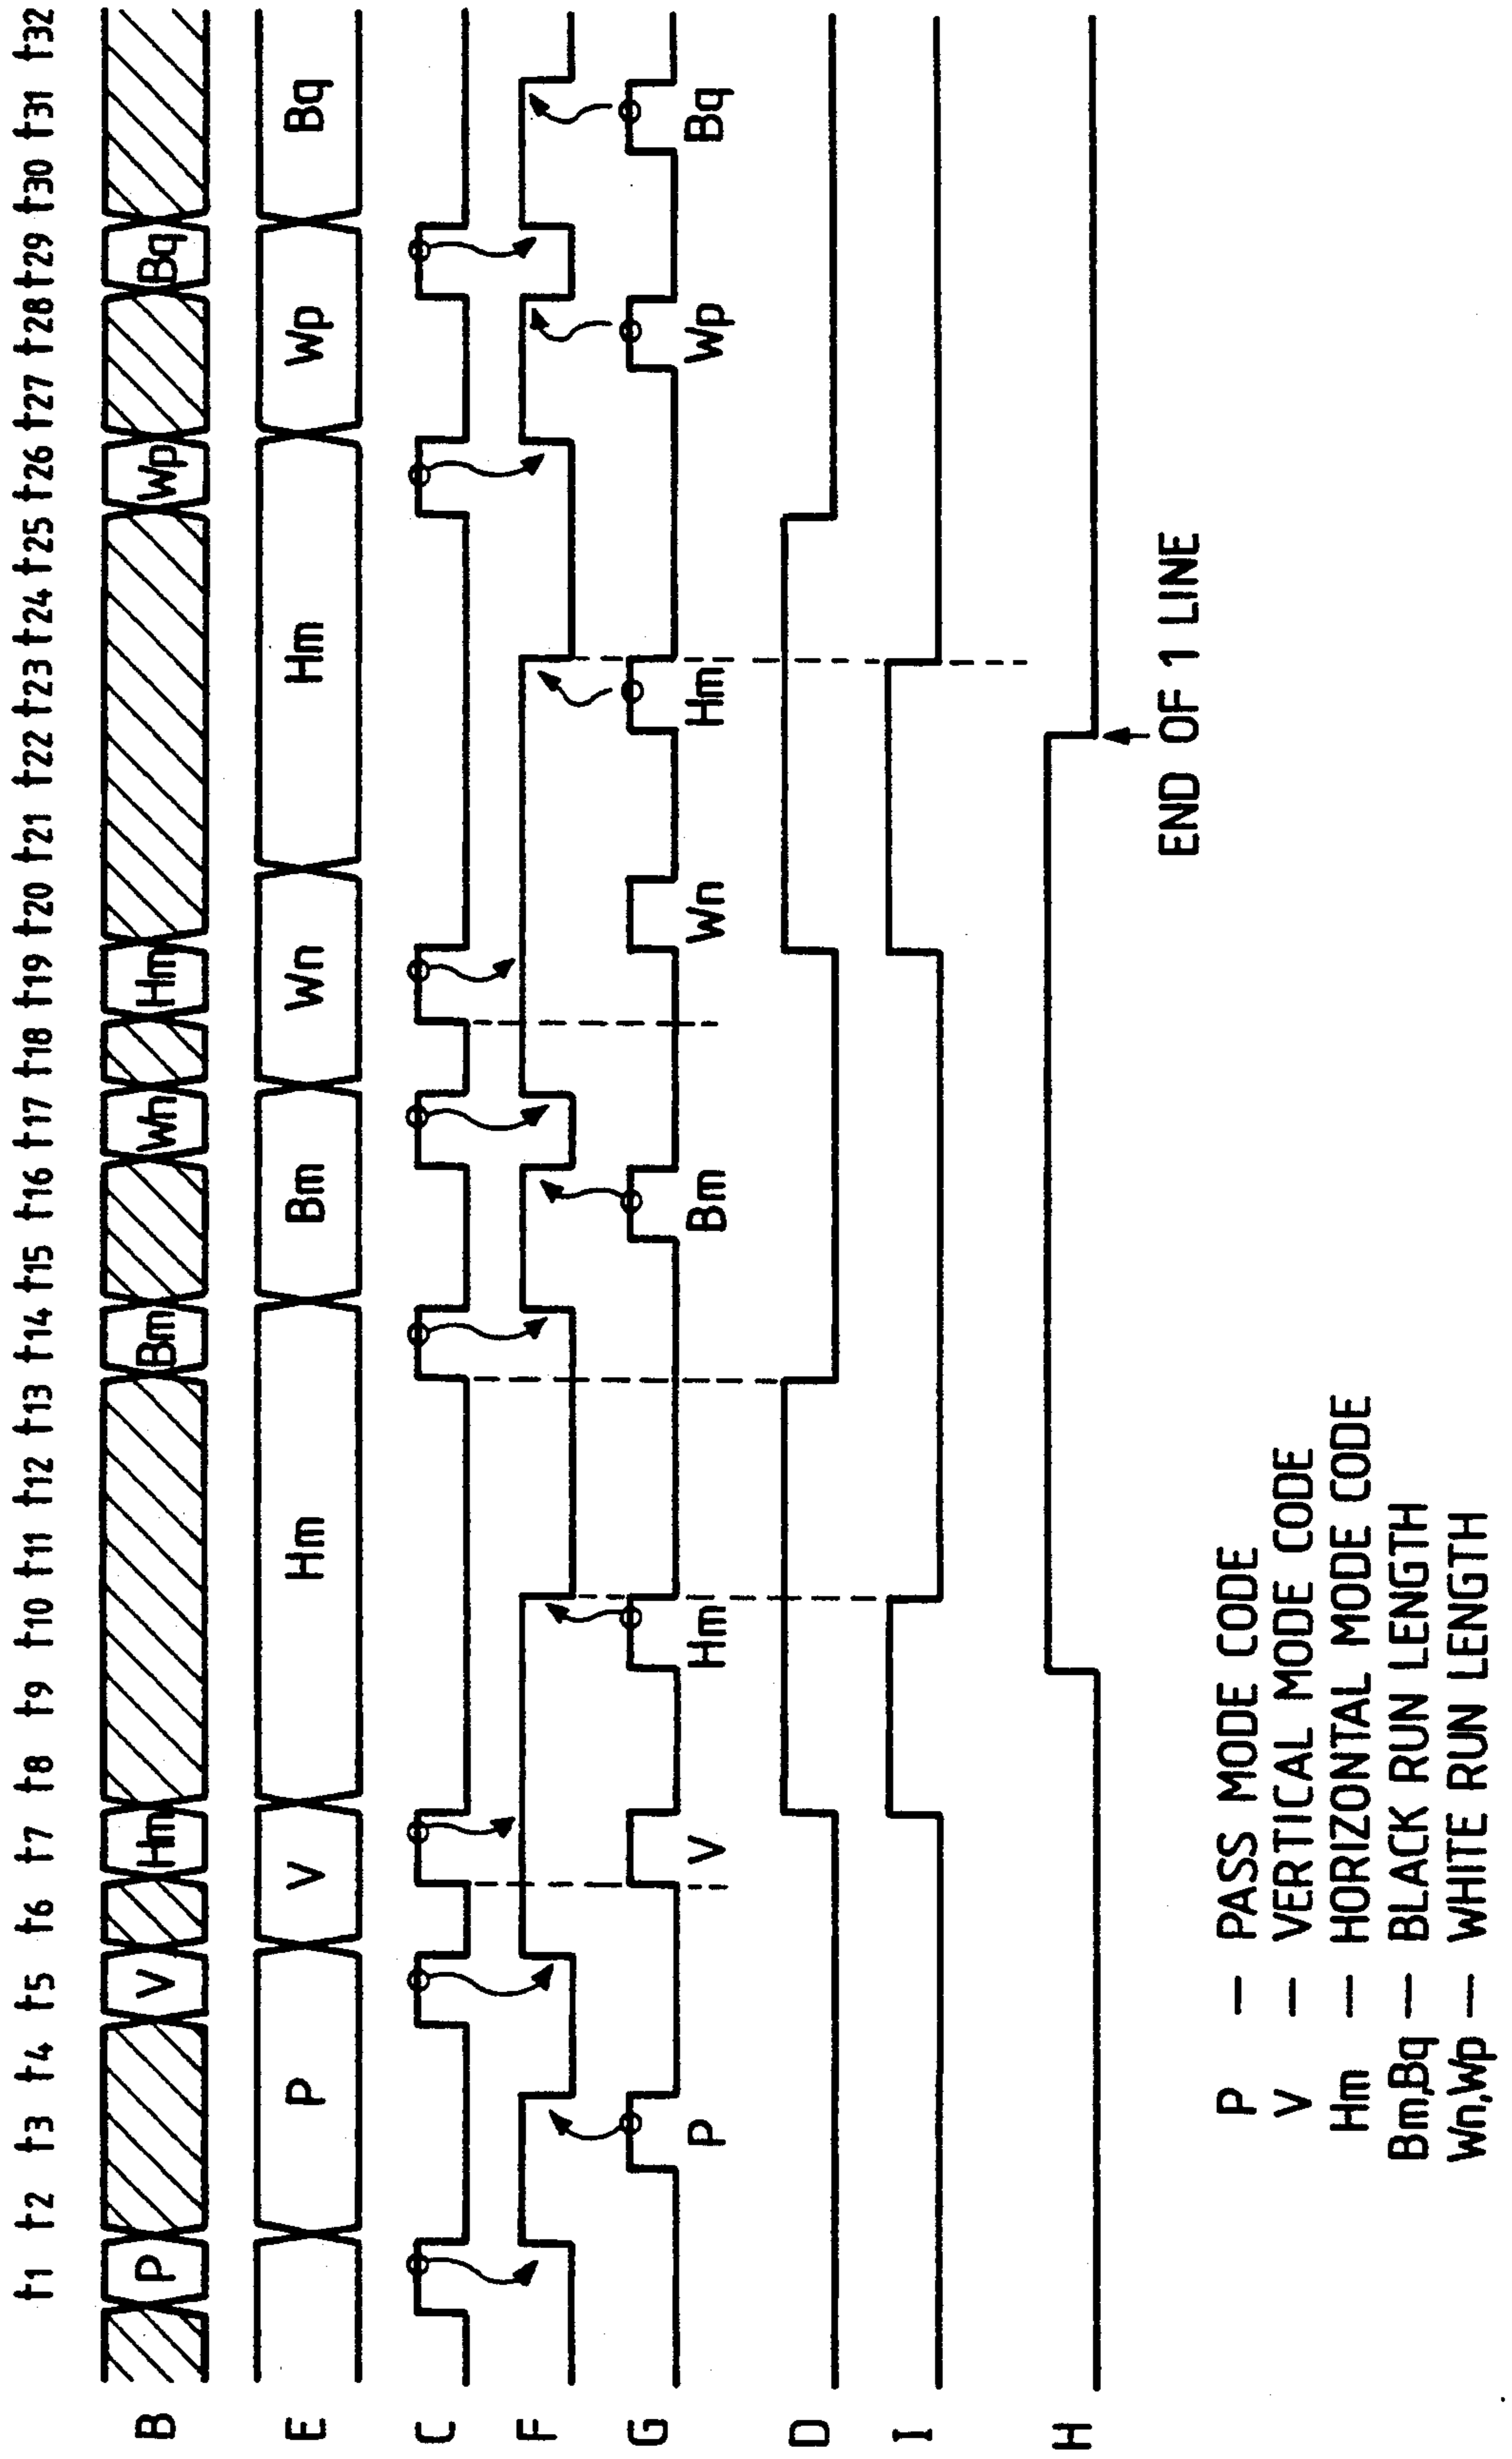 t1 t2 t3 t4 t5 t6 t7 t8 t9 t10 t11 t12 t13 t14 t15 t16 t17 t18 t19 t20 t21 t22 t23 t24 t25 t26 t27 t28 t29 t30 t31 t32
B P V Hm Bm Wn Hm Wp Bq
E P V Hm Bm Wn Hm Wp Bq
C
F
G
P V Hm Bm Wn Hm Wp Bq
D
I
H
END OF 1 LINE
P — PASS MODE CODE
V — VERTICAL MODE CODE
Hm — HORIZONTAL MODE CODE
Bm,Bq — BLACK RUN LENGTH
Wn,Wp — WHITE RUN LENGTH